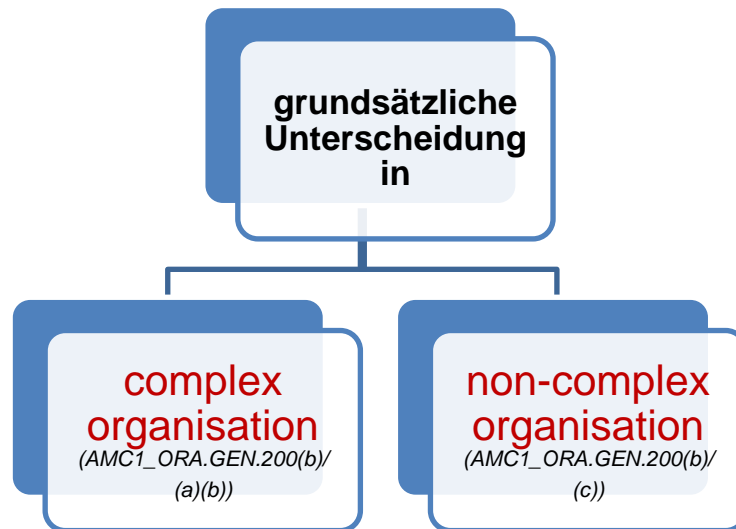 grundsätzliche
Unterscheidung
in
complex
organisation
(AMC1_ORA.GEN.200(b)/
(a)(b))
non-complex
organisation
(AMC1_ORA.GEN.200(b)/
(c))